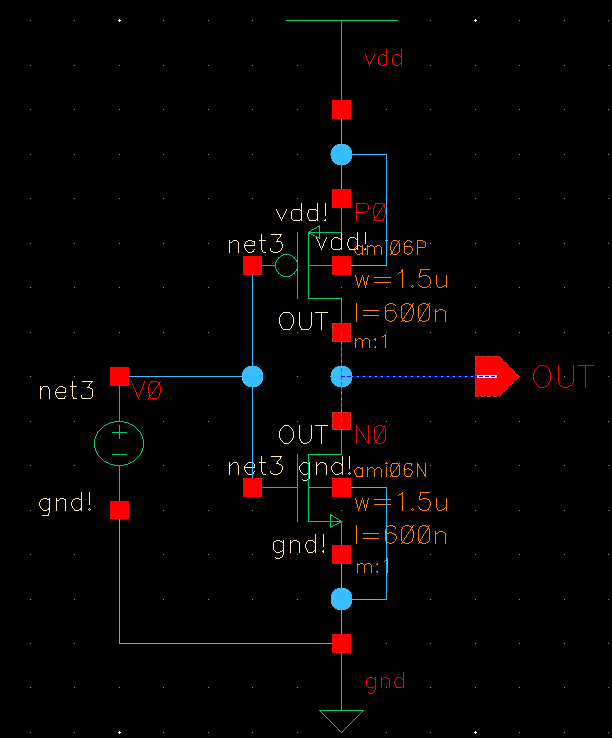 vdd
vdd!
P0
net3
vdd!
ami06P
w=1.5u
OUT
l=600n
m:1
net3
V0
OUT
OUT
N0
net3
gnd!
ami06N
gnd!
w=1.5u
gnd!
l=600n
m:1
gnd